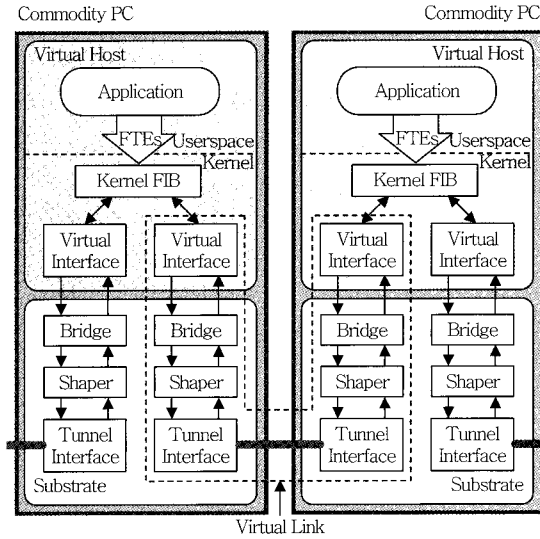 Commodity PC
Commodity PC
Virtual Host
Virtual Host
Application
Application
FTEs
Userspace
FTEs
Userspace
Kernel
Kernel
Kernel FIB
Kernel FIB
Virtual
Interface
Virtual
Interface
Virtual
Interface
Virtual
Interface
Bridge
Bridge
Bridge
Bridge
Shaper
Shaper
Shaper
Shaper
Tunnel
Interface
Tunnel
Interface
Tunnel
Interface
Tunnel
Interface
Substrate
Substrate
Virtual Link